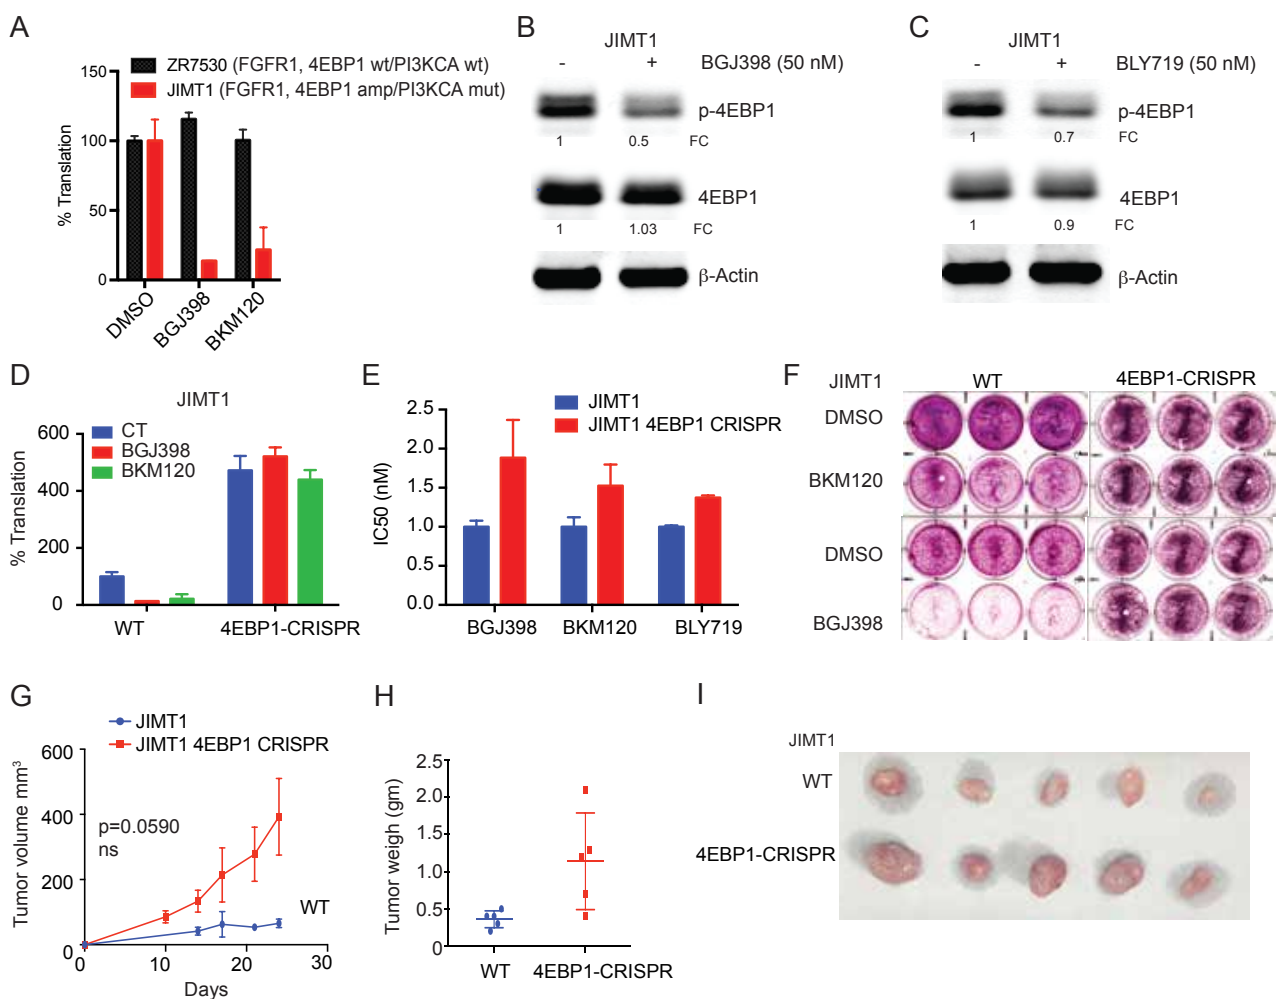 A
150
100
50
0
% Translation
ZR7530 (FGFR1, 4EBP1 wt/PI3KCA wt)
JIMT1 (FGFR1, 4EBP1 amp/PI3KCA mut)
DMSO
BGJ398
BKM120
B
JIMT1
- + BGJ398 (50 nM)
p-4EBP1
1 0.5 FC
4EBP1
1 1.03 FC
β-Actin
C
JIMT1
- + BLY719 (50 nM)
p-4EBP1
1 0.7 FC
4EBP1
1 0.9 FC
β-Actin
D
JIMT1
600
400
200
0
% Translation
CT
BGJ398
BKM120
WT 4EBP1-CRISPR
E
JIMT1
JIMT1 4EBP1 CRISPR
2.5
2.0
1.5
1.0
0.5
0.0
IC50 (nM)
BGJ398 BKM120 BLY719
F
JIMT1 WT 4EBP1-CRISPR
DMSO
BKM120
DMSO
BGJ398
G
JIMT1
JIMT1 4EBP1 CRISPR
600
400
200
0
Tumor volume mm³
p=0.0590
ns
WT
0 10 20 30
Days
H
2.5
2.0
1.5
1.0
0.5
0
Tumor weigh (gm)
WT 4EBP1-CRISPR
I
JIMT1
WT
4EBP1-CRISPR